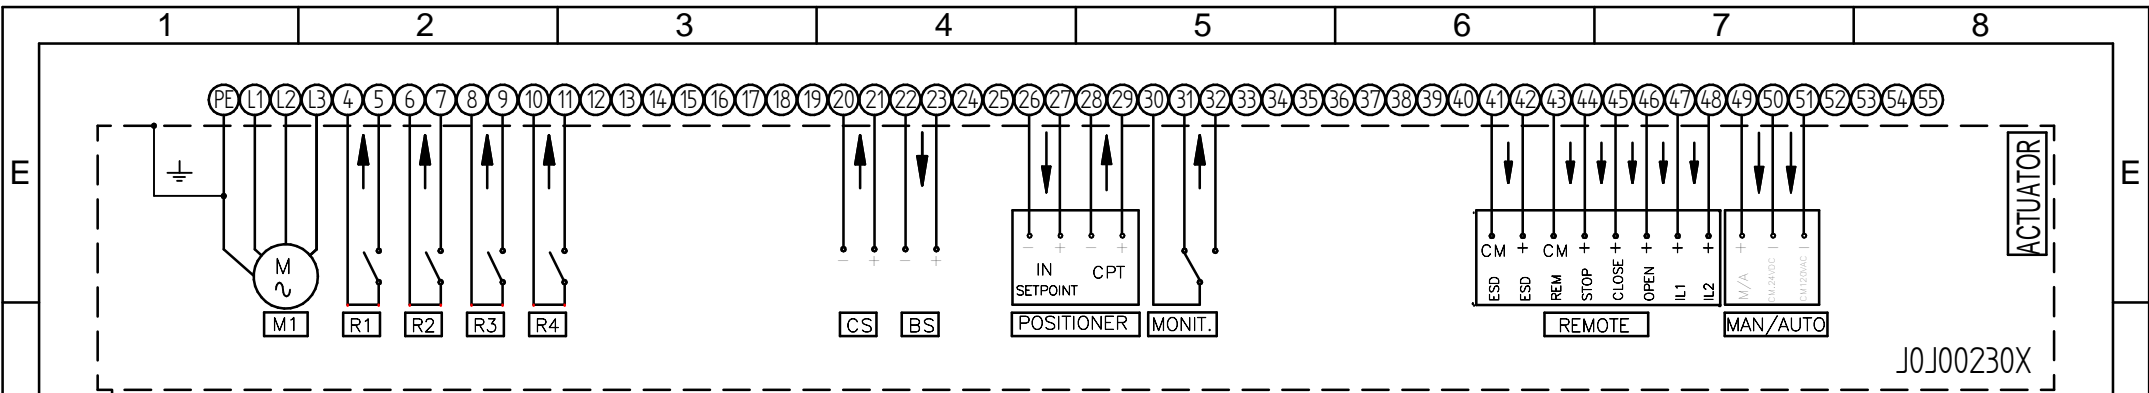 1 2 3 4 5 6 7 8
PE L1 L2 L3 4 5 6 7 8 9 10 11 12 13 14 15 16 17 18 19 20 21 22 23 24 25 26 27 28 29 30 31 32 33 34 35 36 37 38 39 40 41 42 43 44 45 46 47 48 49 50 51 52 53 54 55
E
E
ACTUATOR
M
∿
- + - +
- + - +
IN
SETPOINT
CPT
CM + CM + + + + +
ESD
ESD
REM
STOP
CLOSE
OPEN
IL1
IL2
M/A +
CM.24VDC -
CM120VAC -
M1
R1
R2
R3
R4
CS
BS
POSITIONER
MONIT.
REMOTE
MAN/AUTO
J0J00230X